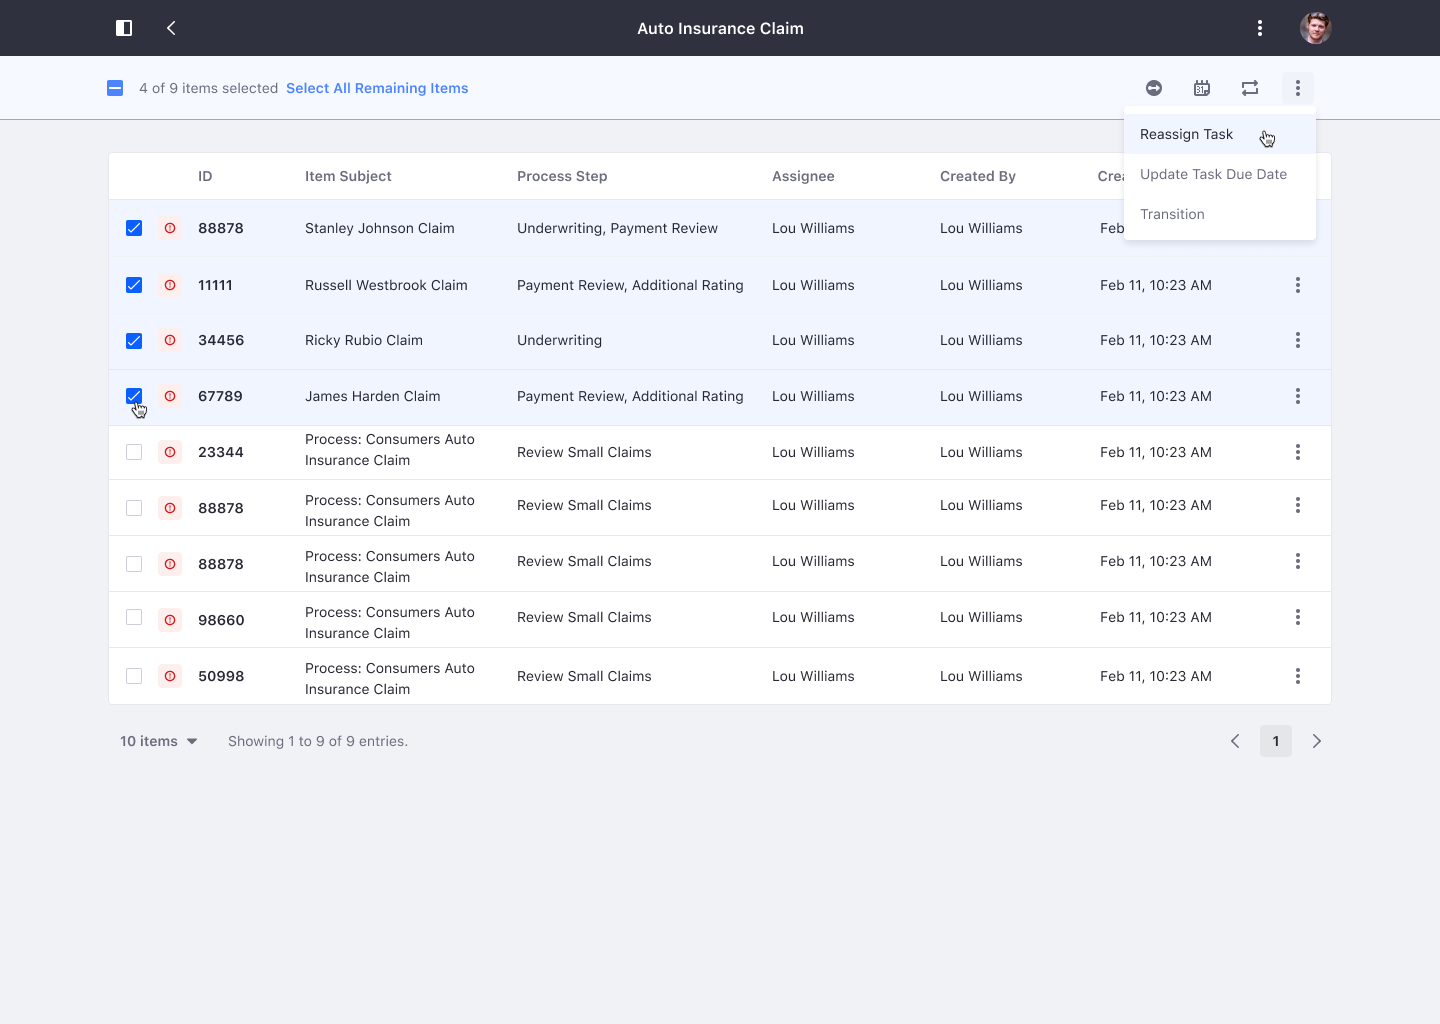 Auto Insurance Claim
4 of 9 items selected Select All Remaining Items
Reassign Task
Update Task Due Date
Transition
ID Item Subject Process Step Assignee Created By
88878 Stanley Johnson Claim Underwriting, Payment Review Lou Williams Lou Williams Feb
11111 Russell Westbrook Claim Payment Review, Additional Rating Lou Williams Lou Williams Feb 11, 10:23 AM
34456 Ricky Rubio Claim Underwriting Lou Williams Lou Williams Feb 11, 10:23 AM
67789 James Harden Claim Payment Review, Additional Rating Lou Williams Lou Williams Feb 11, 10:23 AM
23344 Process: Consumers Auto Review Small Claims Lou Williams Lou Williams Feb 11, 10:23 AM
Insurance Claim
88878 Process: Consumers Auto Review Small Claims Lou Williams Lou Williams Feb 11, 10:23 AM
Insurance Claim
88878 Process: Consumers Auto Review Small Claims Lou Williams Lou Williams Feb 11, 10:23 AM
Insurance Claim
98660 Process: Consumers Auto Review Small Claims Lou Williams Lou Williams Feb 11, 10:23 AM
Insurance Claim
50998 Process: Consumers Auto Review Small Claims Lou Williams Lou Williams Feb 11, 10:23 AM
Insurance Claim
10 items Showing 1 to 9 of 9 entries. 1